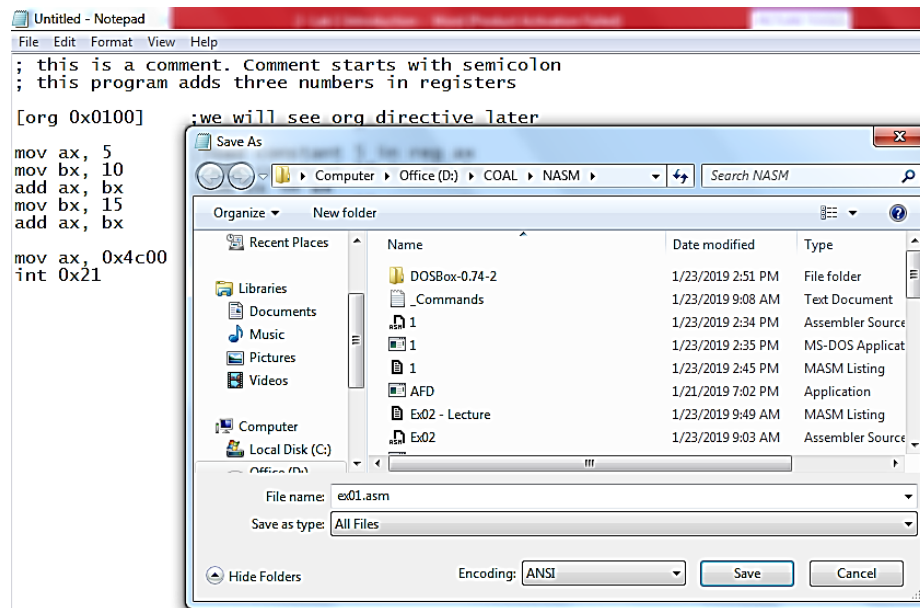 Untitled - Notepad
File Edit Format View Help
; this is a comment. Comment starts with semicolon
; this program adds three numbers in registers
[org 0x0100] ;we will see org directive later
mov ax, 5
mov bx, 10
add ax, bx
mov bx, 15
add ax, bx
mov ax, 0x4c00
int 0x21
Save As
Computer Office (D:) COAL NASM
Search NASM
Organize New folder
Recent Places
Libraries
Documents
Music
Pictures
Videos
Computer
Local Disk (C:)
Office (D:)
Name Date modified Type
DOSBox-0.74-2 1/23/2019 2:51 PM File folder
_Commands 1/23/2019 9:08 AM Text Document
1 1/23/2019 2:34 PM Assembler Source
1 1/23/2019 2:35 PM MS-DOS Applicat
1 1/23/2019 2:45 PM MASM Listing
AFD 1/21/2019 7:02 PM Application
Ex02 - Lecture 1/23/2019 9:49 AM MASM Listing
Ex02 1/23/2019 9:03 AM Assembler Source
File name: ex01.asm
Save as type: All Files
Hide Folders
Encoding: ANSI
Save Cancel